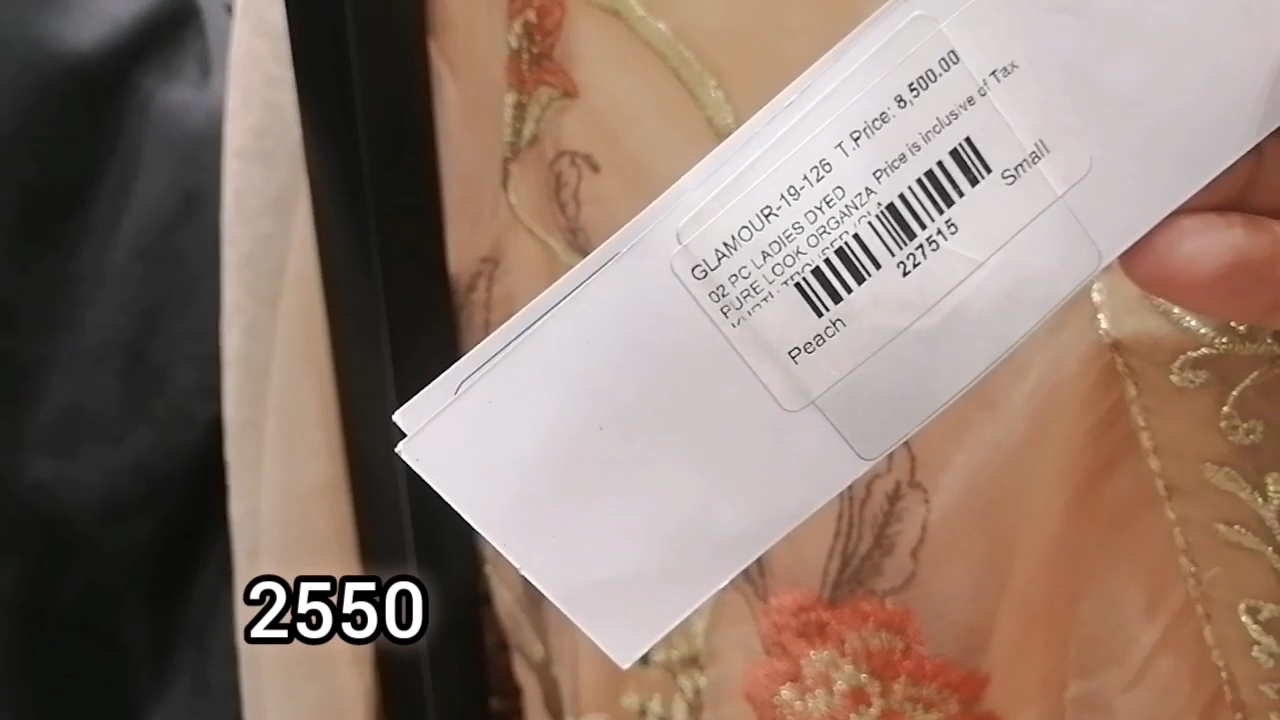 GLAMOUR-19-126 T.Price: 8,500.00
02 PC LADIES DYED Price is inclusive of Tax
PURE LOOK ORGANZA
227515
Peach
Small
2550